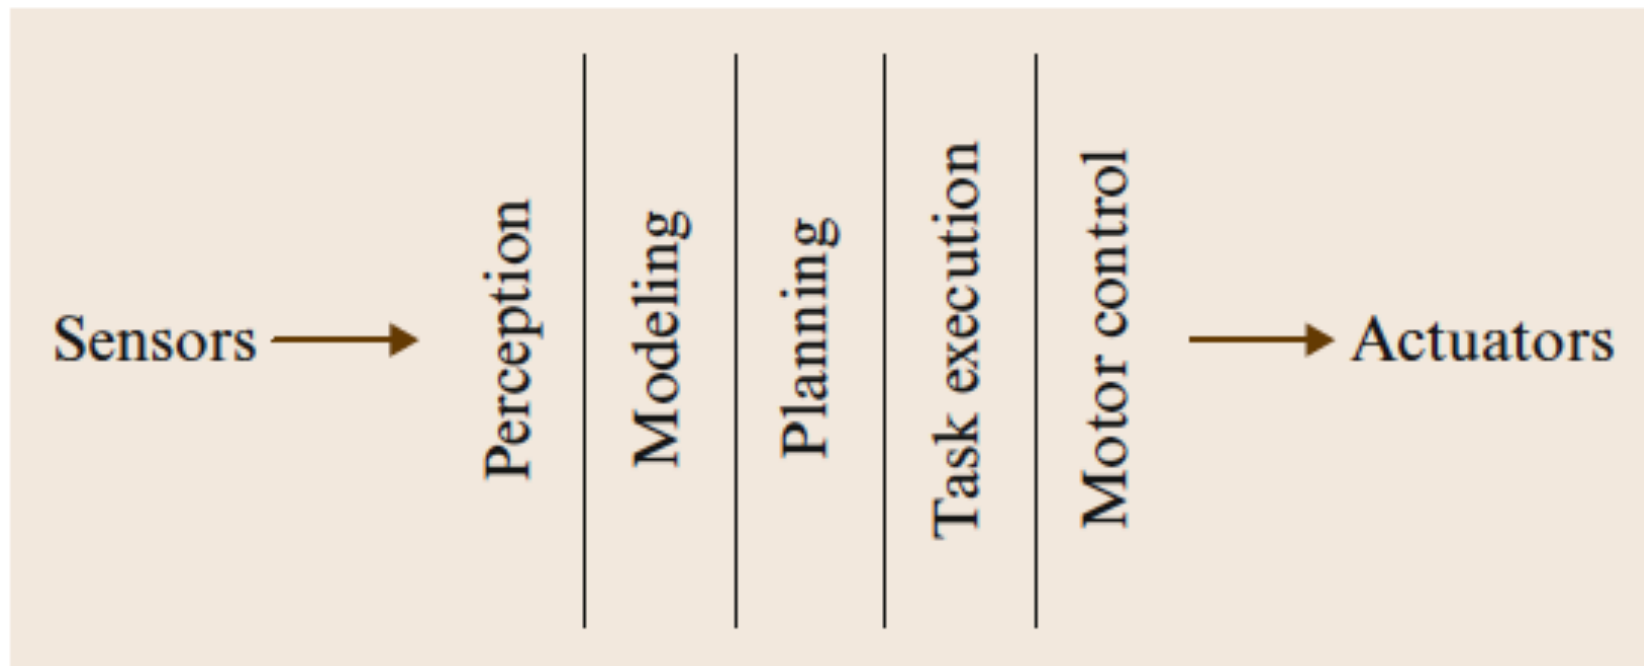 Sensors
Perception
Modeling
Planning
Task execution
Motor control
Actuators